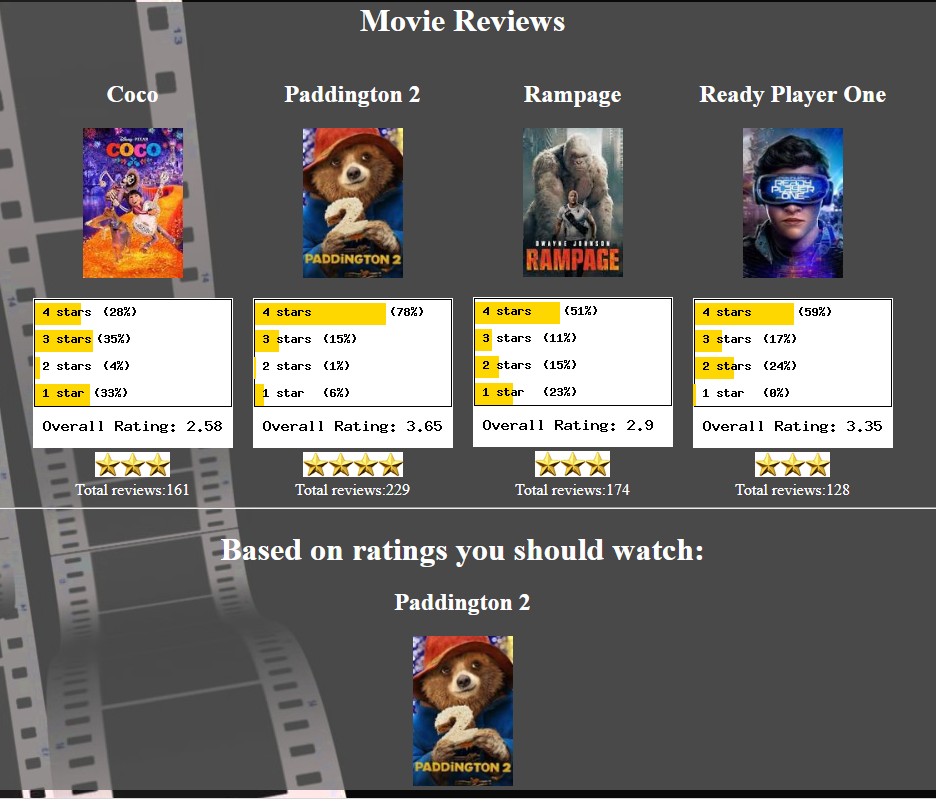 Movie Reviews
Coco
Paddington 2
Rampage
Ready Player One
Disney · PIXAR
COCO
2
PADDINGTON 2
DWAYNE JOHNSON
RAMPAGE
READY
PLAYER
ONE
4 stars (28%)
3 stars (35%)
2 stars (4%)
1 star (33%)
Overall Rating: 2.58
Total reviews:161
4 stars (78%)
3 stars (15%)
2 stars (1%)
1 star (6%)
Overall Rating: 3.65
Total reviews:229
4 stars (51%)
3 stars (11%)
2 stars (15%)
1 star (23%)
Overall Rating: 2.9
Total reviews:174
4 stars (59%)
3 stars (17%)
2 stars (24%)
1 star (0%)
Overall Rating: 3.35
Total reviews:128
Based on ratings you should watch:
Paddington 2
2
PADDINGTON 2